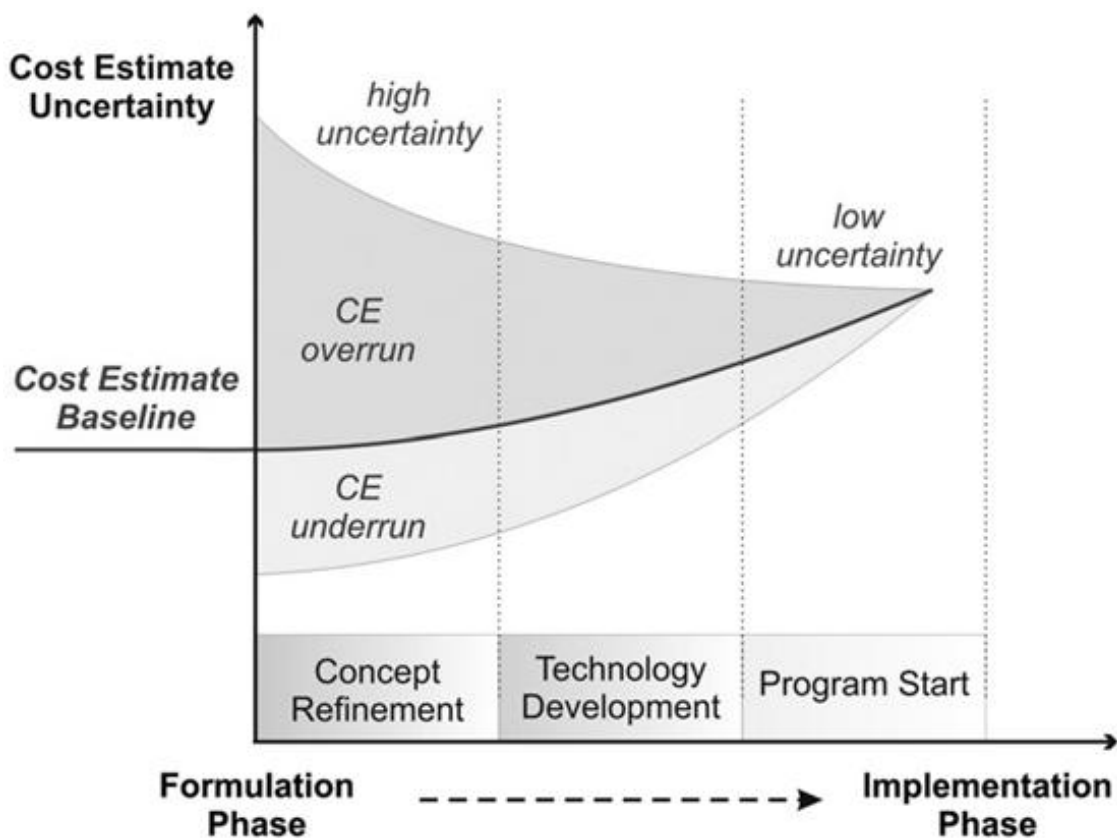 Cost Estimate
Uncertainty
high
uncertainty
low
uncertainty
CE
overrun
Cost Estimate
Baseline
CE
underrun
Concept
Refinement
Technology
Development
Program Start
Formulation
Phase
Implementation
Phase